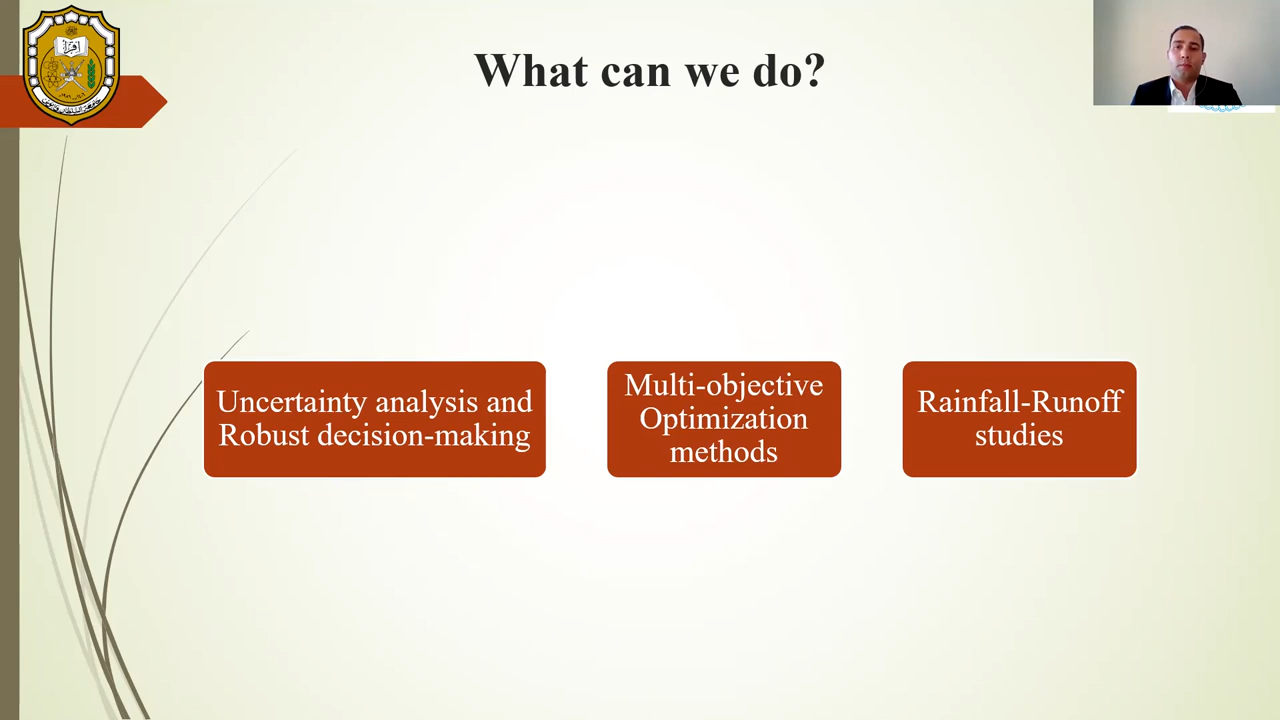 What can we do?
Uncertainty analysis and
Robust decision-making
Multi-objective
Optimization
methods
Rainfall-Runoff
studies